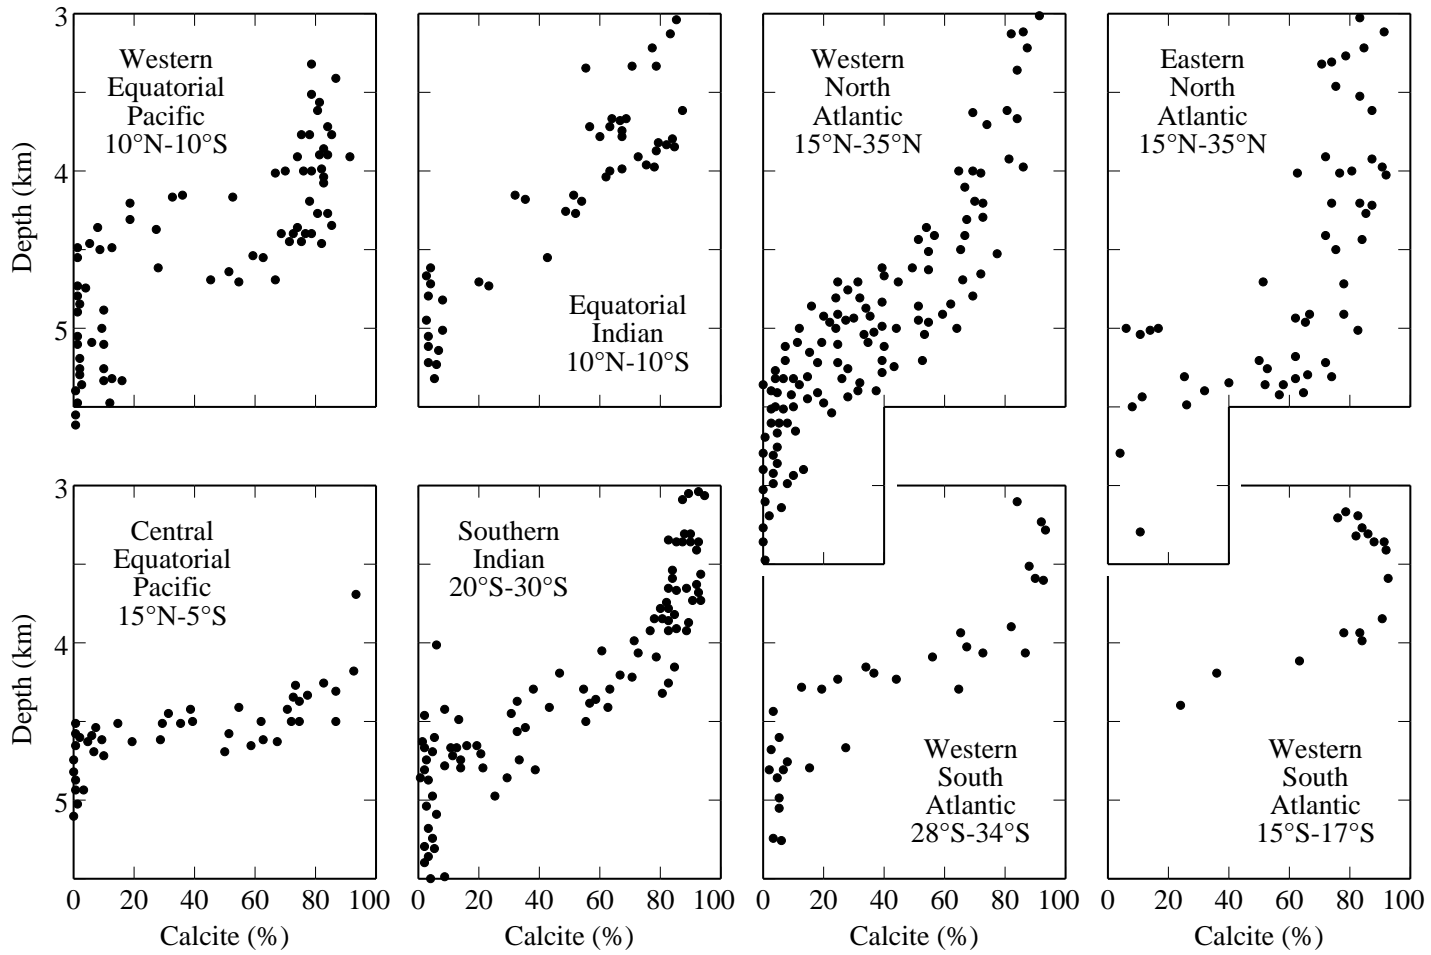 3
4
5
Depth (km)
Western
Equatorial
Pacific
10°N-10°S
Equatorial
Indian
10°N-10°S
Western
North
Atlantic
15°N-35°N
Eastern
North
Atlantic
15°N-35°N
3
4
5
Depth (km)
Central
Equatorial
Pacific
15°N-5°S
Southern
Indian
20°S-30°S
Western
South
Atlantic
28°S-34°S
Western
South
Atlantic
15°S-17°S
0 20 40 60 80 100
0 20 40 60 80 100
0 20 40 60 80 100
0 20 40 60 80 100
Calcite (%)
Calcite (%)
Calcite (%)
Calcite (%)